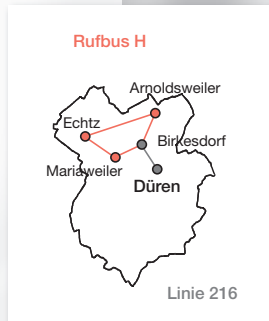 Rufbus H
Arnoldsweiler
Echtz
Birkesdorf
Mariaweiler
Düren
Linie 216